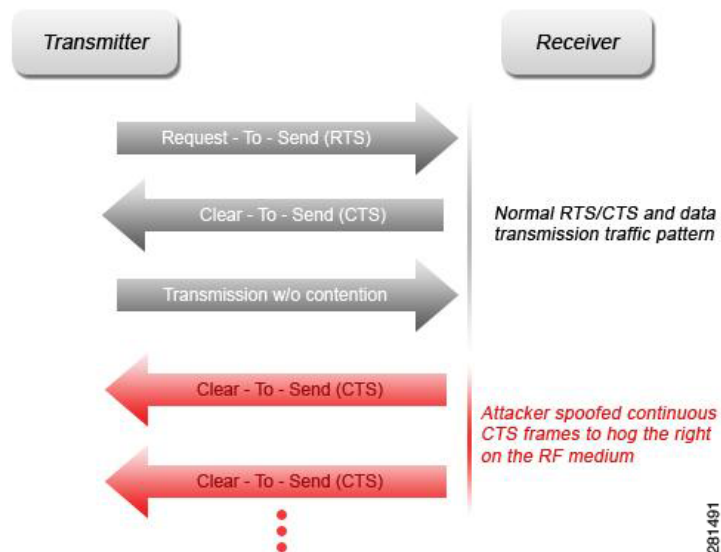 Transmitter
Receiver
Request - To - Send (RTS)
Clear - To - Send (CTS)
Normal RTS/CTS and data
transmission traffic pattern
Transmission w/o contention
Clear - To - Send (CTS)
Attacker spoofed continuous
CTS frames to hog the right
on the RF medium
Clear - To - Send (CTS)
281491